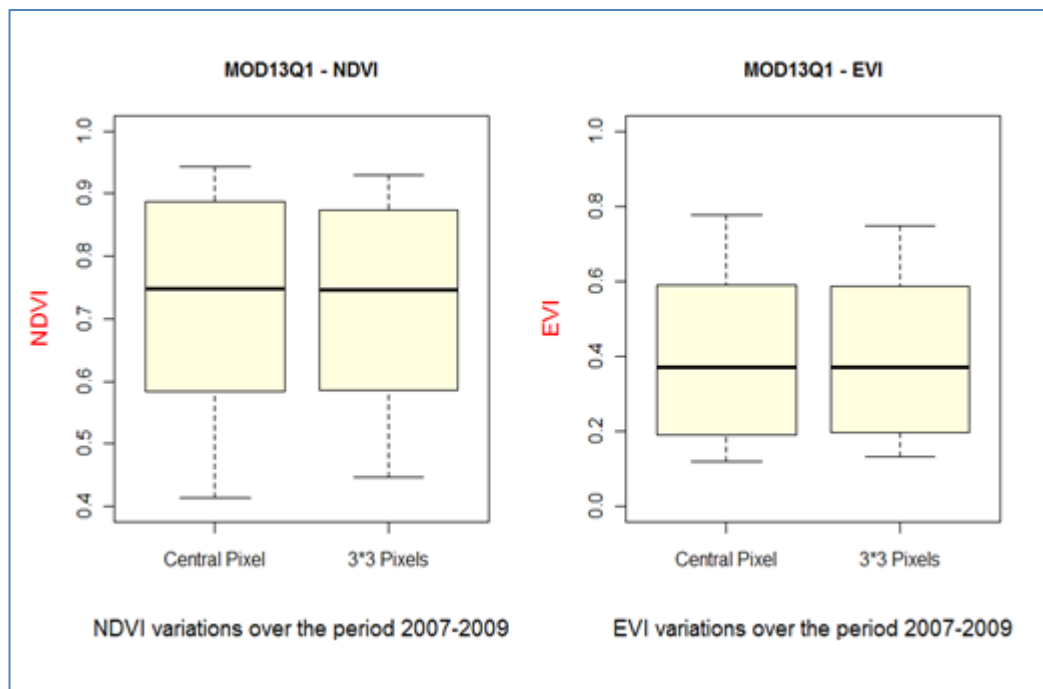 MOD13Q1 - NDVI
NDVI
1.0
0.9
0.8
0.7
0.6
0.5
0.4
Central Pixel
3*3 Pixels
NDVI variations over the period 2007-2009
MOD13Q1 - EVI
EVI
1.0
0.8
0.6
0.4
0.2
0.0
Central Pixel
3*3 Pixels
EVI variations over the period 2007-2009